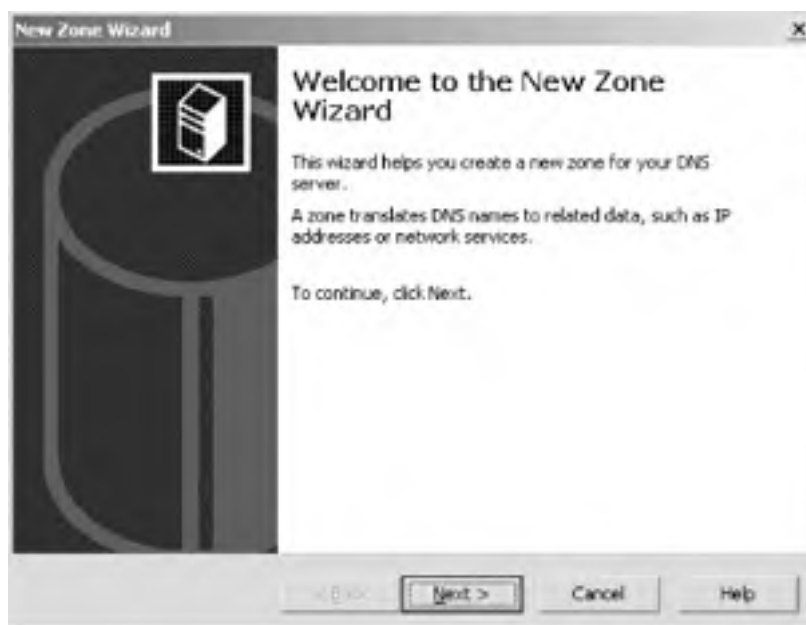 New Zone Wizard
Welcome to the New Zone
Wizard
This wizard helps you create a new zone for your DNS
server.
A zone translates DNS names to related data, such as IP
addresses or network services.
To continue, click Next.
Next >
Cancel
Help